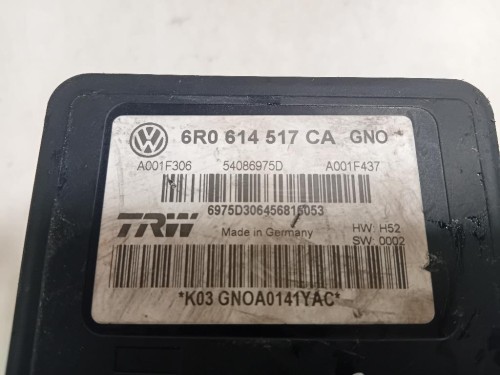 6R0 614 517 CA GNO *
A001F306 54086975D A001F437
6975D306456815053
TRW Made in Germany HW: H52
SW: 0002
*K03 GNOA0141YAC*